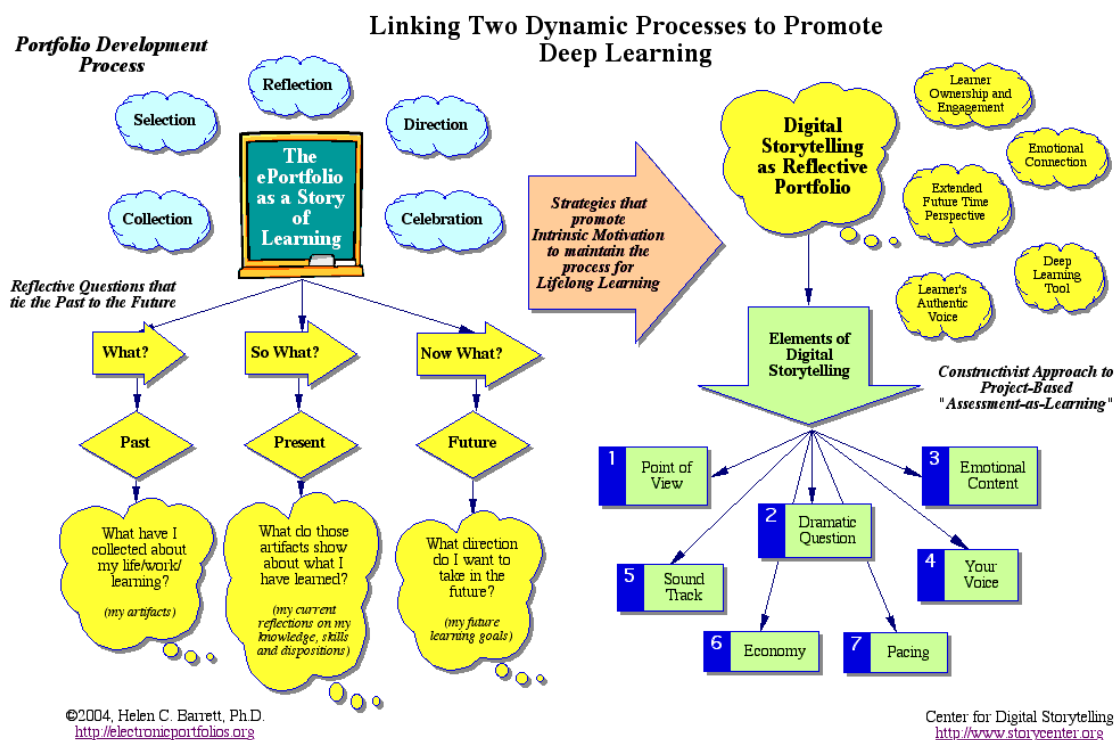 Linking Two Dynamic Processes to Promote
Deep Learning
Portfolio Development
Process
Reflection
Selection
Direction
Collection
Celebration
The
ePortfolio
as a Story
of
Learning
Reflective Questions that
tie the Past to the Future
What?
So What?
Now What?
Past
Present
Future
What have I
collected about
my life/work/
learning?
(my artifacts)
What do those
artifacts show
about what I
have learned?
(my current
reflections on my
knowledge, skills
and dispositions)
What direction
do I want to
take in the
future?
(my future
learning goals)
Strategies that
promote
Intrinsic Motivation
to maintain the
process for
Lifelong Learning
Digital
Storytelling
as Reflective
Portfolio
Learner
Ownership and
Engagement
Emotional
Connection
Extended
Future Time
Perspective
Deep
Learning
Tool
Learner's
Authentic
Voice
Elements of
Digital
Storytelling
Constructivist Approach to
Project-Based
"Assessment-as-Learning"
1
Point of
View
2
Dramatic
Question
3
Emotional
Content
4
Your
Voice
5
Sound
Track
6
Economy
7
Pacing
©2004, Helen C. Barrett, Ph.D.
http://electronicportfolios.org
Center for Digital Storytelling
http://www.storycenter.org